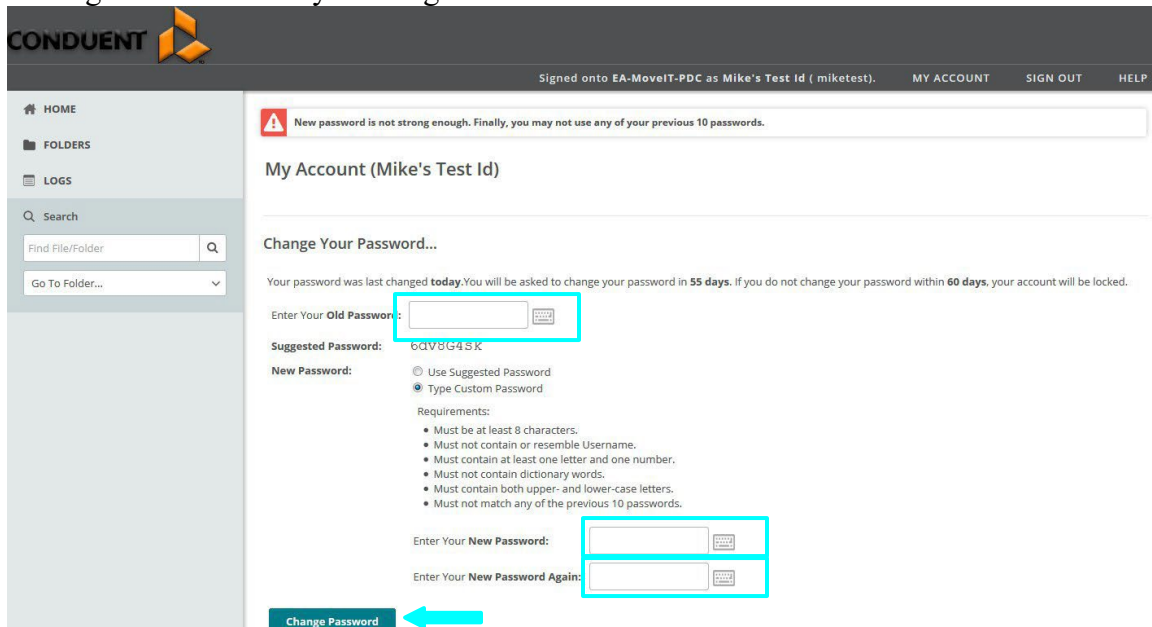 CONDUENT
Signed onto EA-MoveIT-PDC as Mike's Test Id ( miketest). MY ACCOUNT SIGN OUT HELP
HOME
FOLDERS
LOGS
Search
Find File/Folder
Go To Folder...
New password is not strong enough. Finally, you may not use any of your previous 10 passwords.
My Account (Mike's Test Id)
Change Your Password...
Your password was last changed today.You will be asked to change your password in 55 days. If you do not change your password within 60 days, your account will be locked.
Enter Your Old Password:
Suggested Password:
New Password:
Use Suggested Password
Type Custom Password
Requirements:
Must be at least 8 characters.
Must not contain or resemble Username.
Must contain at least one letter and one number.
Must not contain dictionary words.
Must contain both upper- and lower-case letters.
Must not match any of the previous 10 passwords.
Enter Your New Password:
Enter Your New Password Again:
Change Password